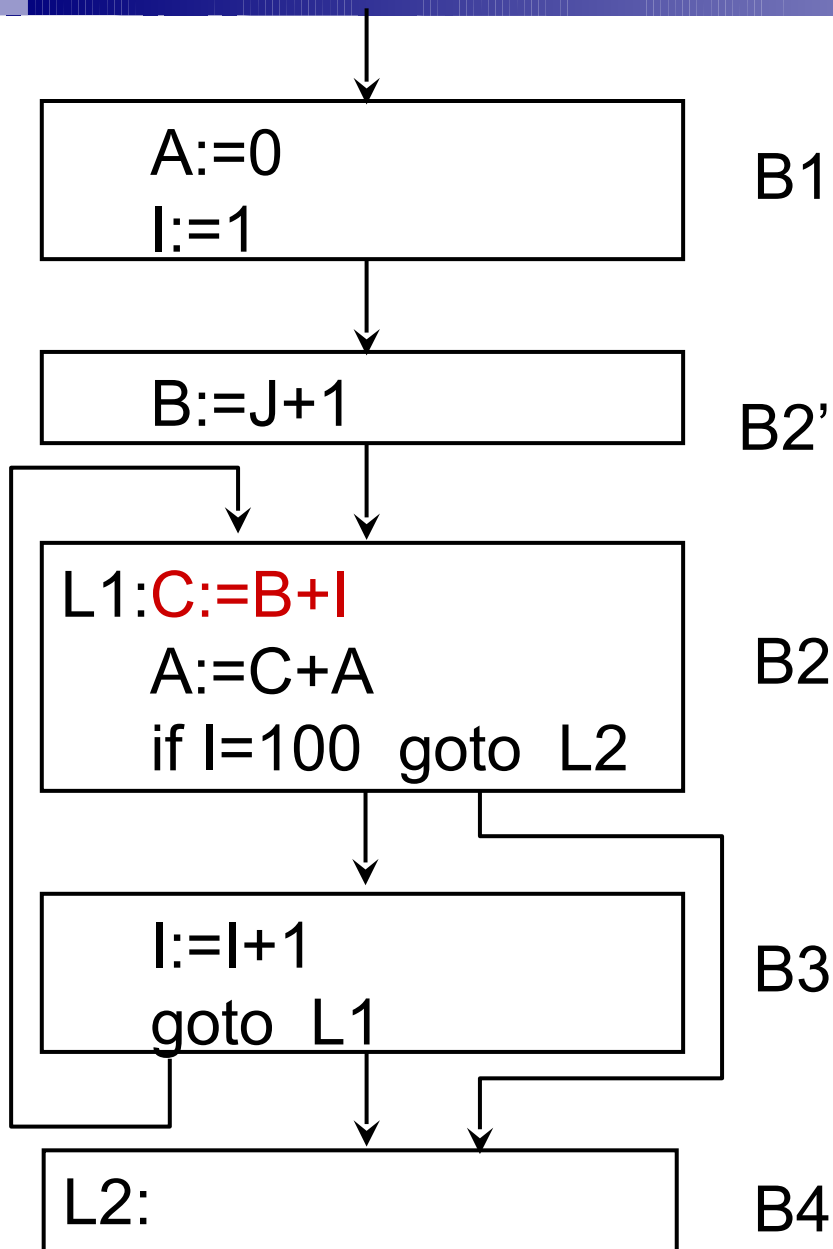 A:=0
I:=1
B1
B:=J+1
B2’
L1:C:=B+I
A:=C+A
if I=100 goto L2
B2
I:=I+1
goto L1
B3
L2:
B4